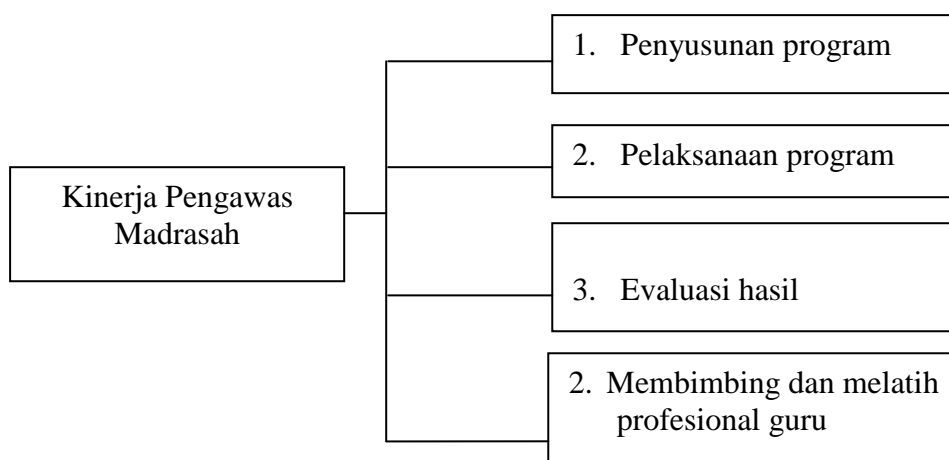 1. Penyusunan program
2. Pelaksanaan program
Kinerja Pengawas
Madrasah
3. Evaluasi hasil
2. Membimbing dan melatih
profesional guru